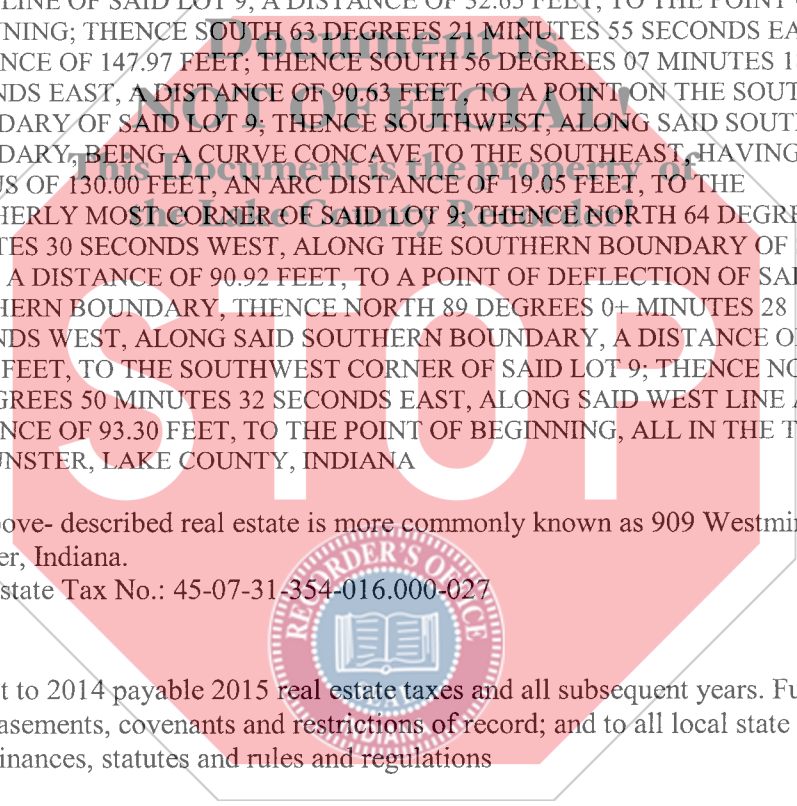 LINE OF SAID LOT 9, A DISTANCE OF 32.65 FEET, TO THE POINT
NING; THENCE SOUTH 63 DEGREES 21 MINUTES 55 SECONDS EA
NCE OF 147.97 FEET; THENCE SOUTH 56 DEGREES 07 MINUTES 1
NDS EAST, A DISTANCE OF 90.63 FEET, TO A POINT ON THE SOUT
DARY OF SAID LOT 9; THENCE SOUTHWEST, ALONG SAID SOUT
DARY, BEING A CURVE CONCAVE TO THE SOUTHEAST, HAVING
US OF 130.00 FEET, AN ARC DISTANCE OF 19.05 FEET, TO THE
HERLY MOST CORNER OF SAID LOT 9; THENCE NORTH 64 DEGRE
TES 30 SECONDS WEST, ALONG THE SOUTHERN BOUNDARY OF
A DISTANCE OF 90.92 FEET, TO A POINT OF DEFLECTION OF SAI
HERN BOUNDARY, THENCE NORTH 89 DEGREES 0+ MINUTES 28
NDS WEST, ALONG SAID SOUTHERN BOUNDARY, A DISTANCE O
FEET, TO THE SOUTHWEST CORNER OF SAID LOT 9; THENCE NO
GREES 50 MINUTES 32 SECONDS EAST, ALONG SAID WEST LINE A
NCE OF 93.30 FEET, TO THE POINT OF BEGINNING, ALL IN THE T
UNSTER, LAKE COUNTY, INDIANA
ove- described real estate is more commonly known as 909 Westmi
er, Indiana.
state Tax No.: 45-07-31-354-016.000-027
t to 2014 payable 2015 real estate taxes and all subsequent years. Fu
asements, covenants and restrictions of record; and to all local state
inances, statutes and rules and regulations
Document is
NOT OFFICIAL!
This Document is the property of
the Lake County Recorder!
STOP
RECORDER'S OFFICE
SEAL
INDIANA